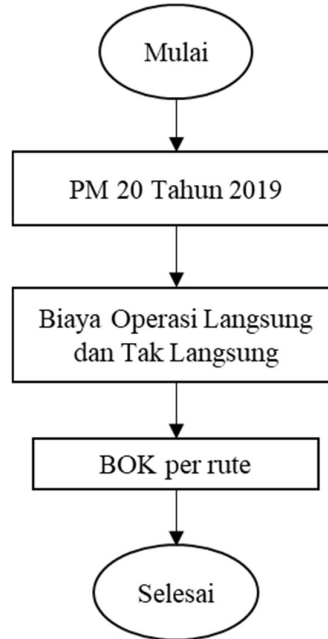 Mulai
PM 20 Tahun 2019
Biaya Operasi Langsung
dan Tak Langsung
BOK per rute
Selesai